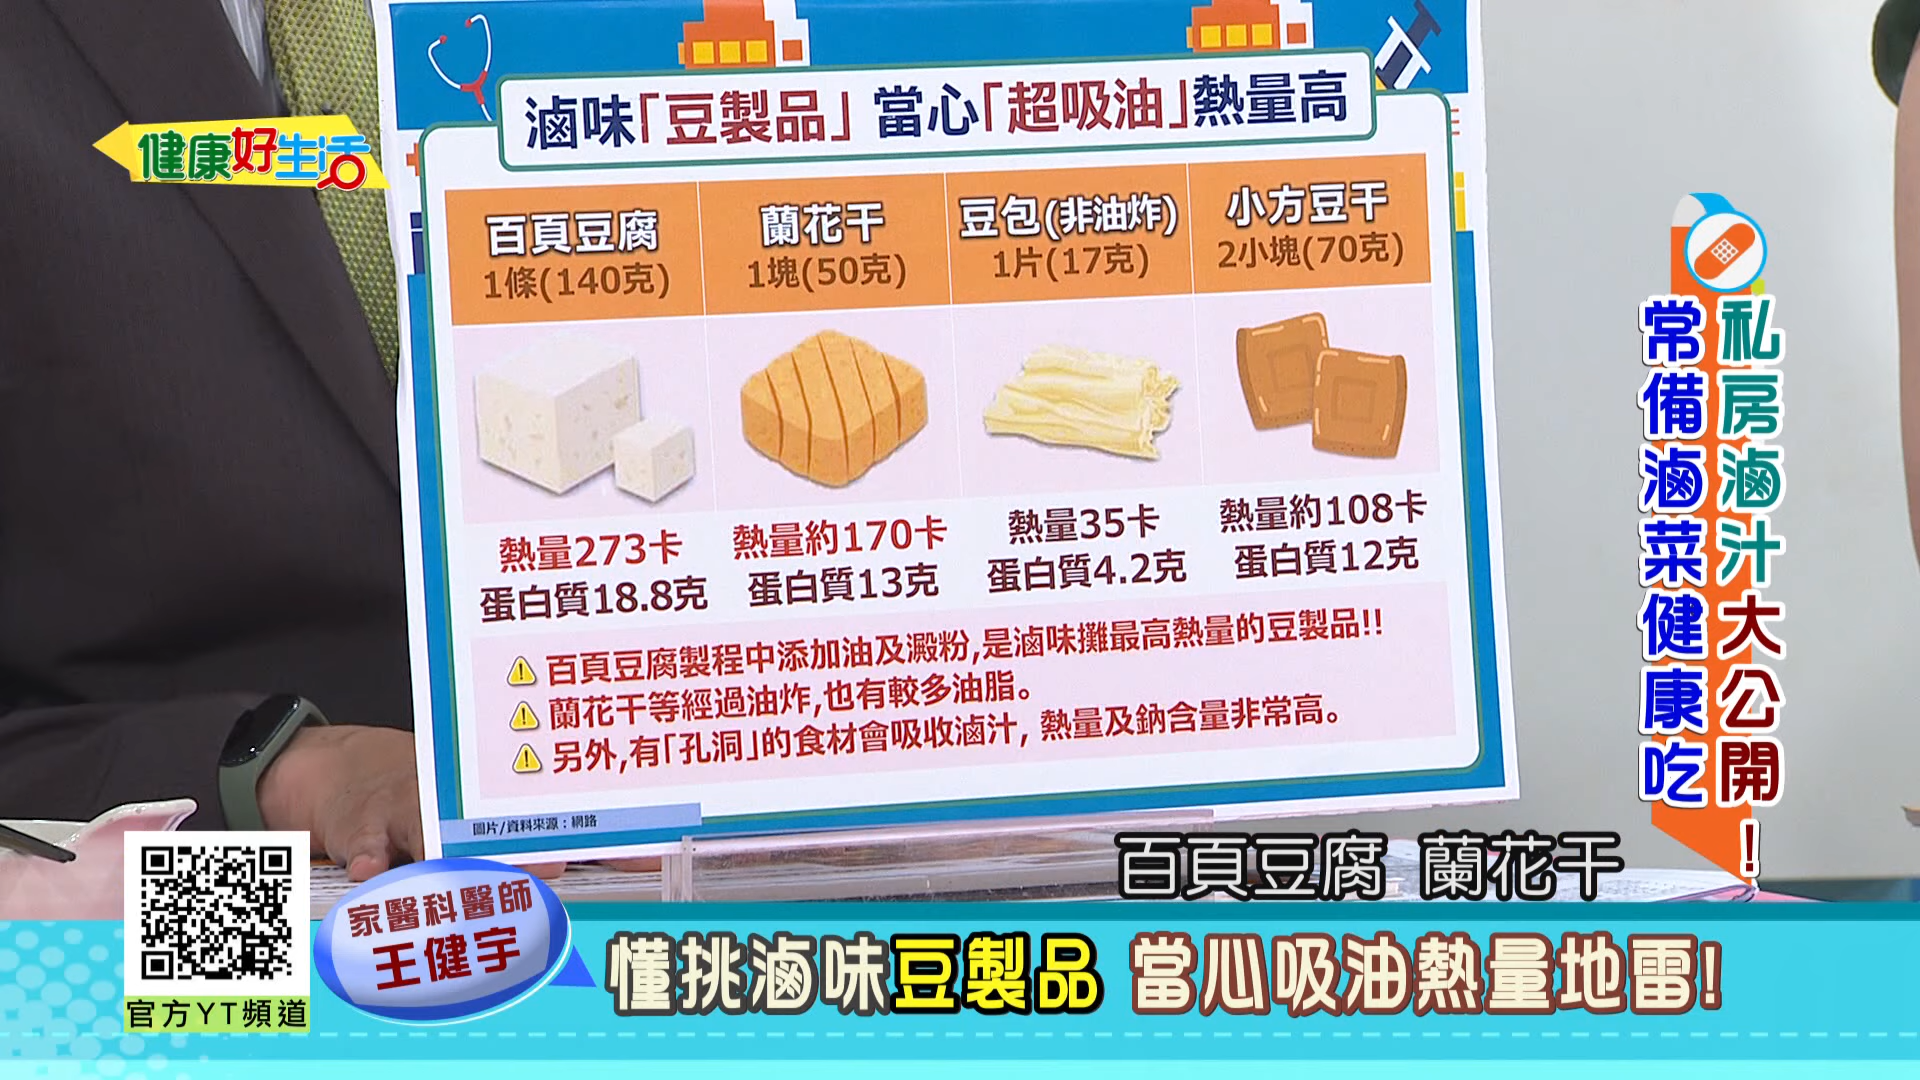 健康好生活
滷味「豆製品」當心「超吸油」熱量高
百頁豆腐
1條(140克)
蘭花干
1塊(50克)
豆包(非油炸)
1片(17克)
小方豆干
2小塊(70克)
熱量273卡
蛋白質18.8克
熱量約170卡
蛋白質13克
熱量35卡
蛋白質4.2克
熱量約108卡
蛋白質12克
百頁豆腐製程中添加油及澱粉,是滷味攤最高熱量的豆製品!!
蘭花干等經過油炸,也有較多油脂。
另外,有「孔洞」的食材會吸收滷汁, 熱量及鈉含量非常高。
圖片/資料來源：網路
私房滷汁大公開！
常備滷菜健康吃
百頁豆腐 蘭花干
家醫科醫師
王健宇
懂挑滷味豆製品 當心吸油熱量地雷!
官方YT頻道